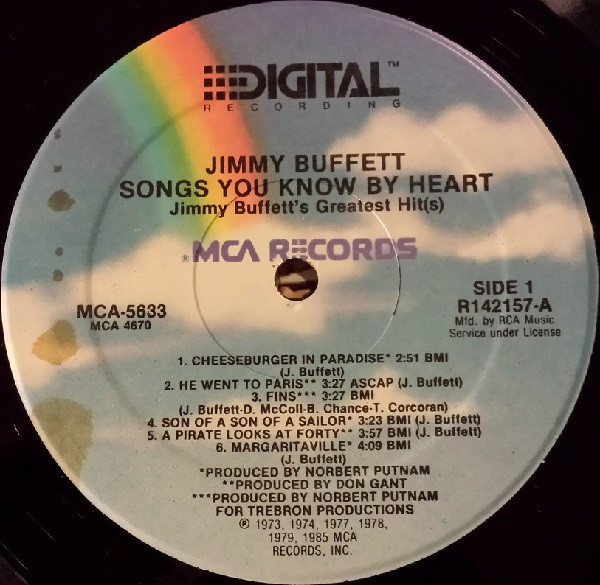 DIGITAL™
RECORDING
JIMMY BUFFETT
SONGS YOU KNOW BY HEART
Jimmy Buffett's Greatest Hit(s)
®MCA RECORDS
MCA-5633
MCA 4670
SIDE 1
R142157-A
Mfd. by RCA Music
Service under License
1. CHEESEBURGER IN PARADISE* 2:51 BMI
(J. Buffett)
2. HE WENT TO PARIS** 3:27 ASCAP (J. Buffett)
3. FINS*** 3:27 BMI
(J. Buffett-D. McColl-B. Chance-T. Corcoran)
4. SON OF A SON OF A SAILOR* 3:23 BMI (J. Buffett)
5. A PIRATE LOOKS AT FORTY** 3:57 BMI (J. Buffett)
6. MARGARITAVILLE* 4:09 BMI
(J. Buffett)
*PRODUCED BY NORBERT PUTNAM
**PRODUCED BY DON GANT
***PRODUCED BY NORBERT PUTNAM
FOR TREBRON PRODUCTIONS
℗ 1973, 1974, 1977, 1978,
1979, 1985 MCA
RECORDS, INC.